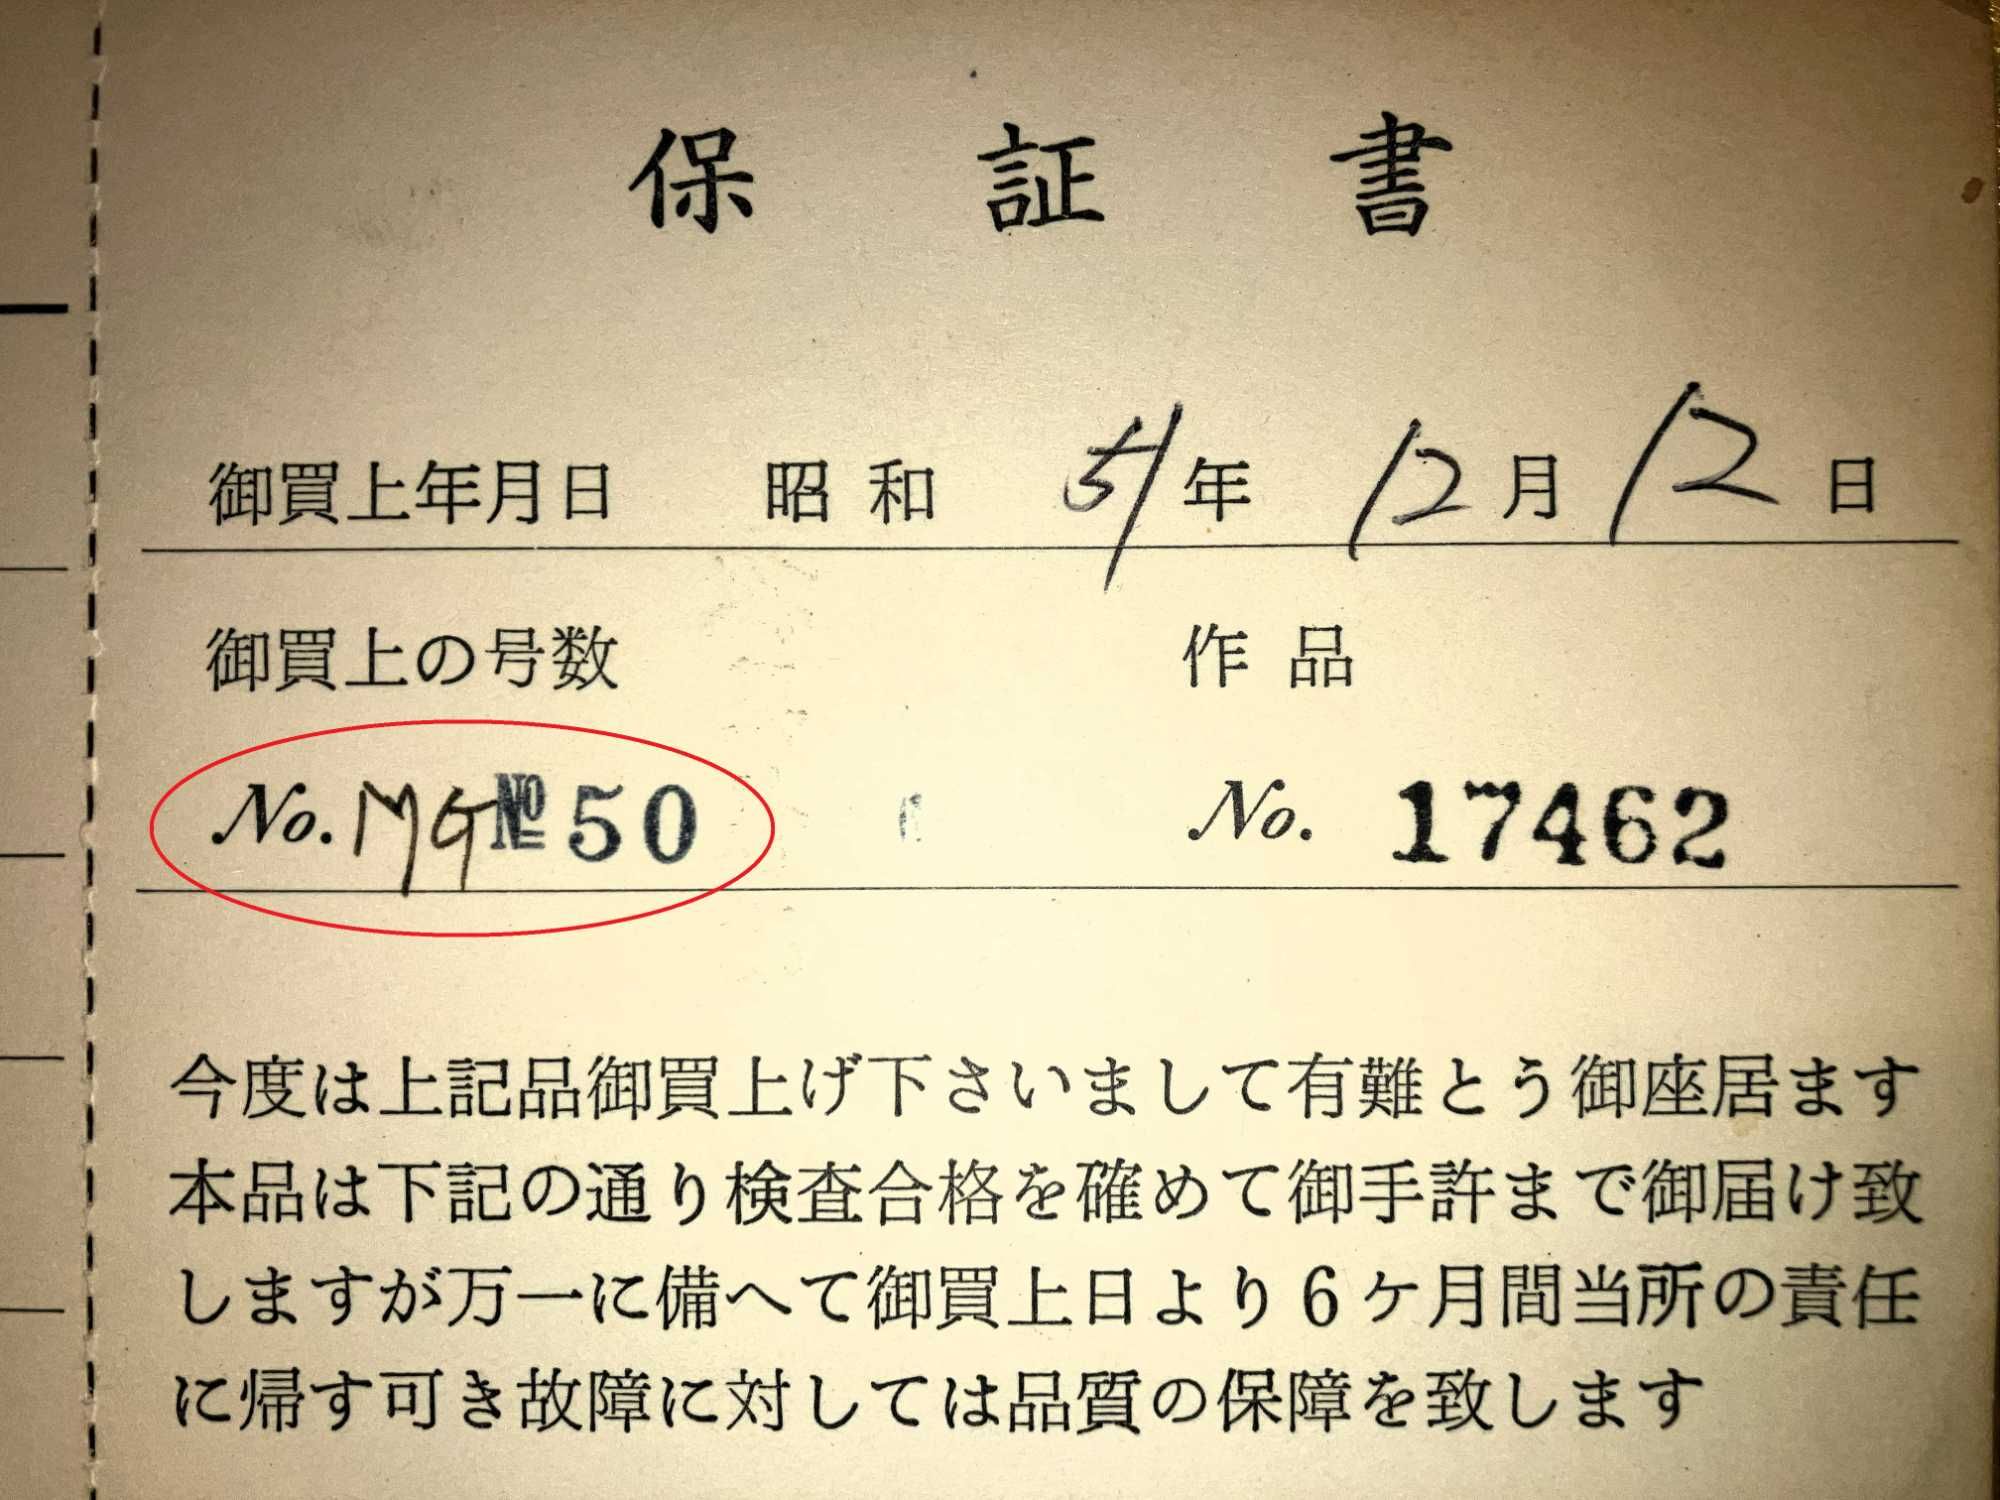 保証書
御買上年月日 昭和 51年 12月 12日
御買上の号数 作品
No. MG №50 No. 17462
今度は上記品御買上げ下さいまして有難とう御座居ます
本品は下記の通り検査合格を確めて御手許まで御届け致
しますが万一に備へて御買上日より6ケ月間当所の責任
に帰す可き故障に対しては品質の保障を致します